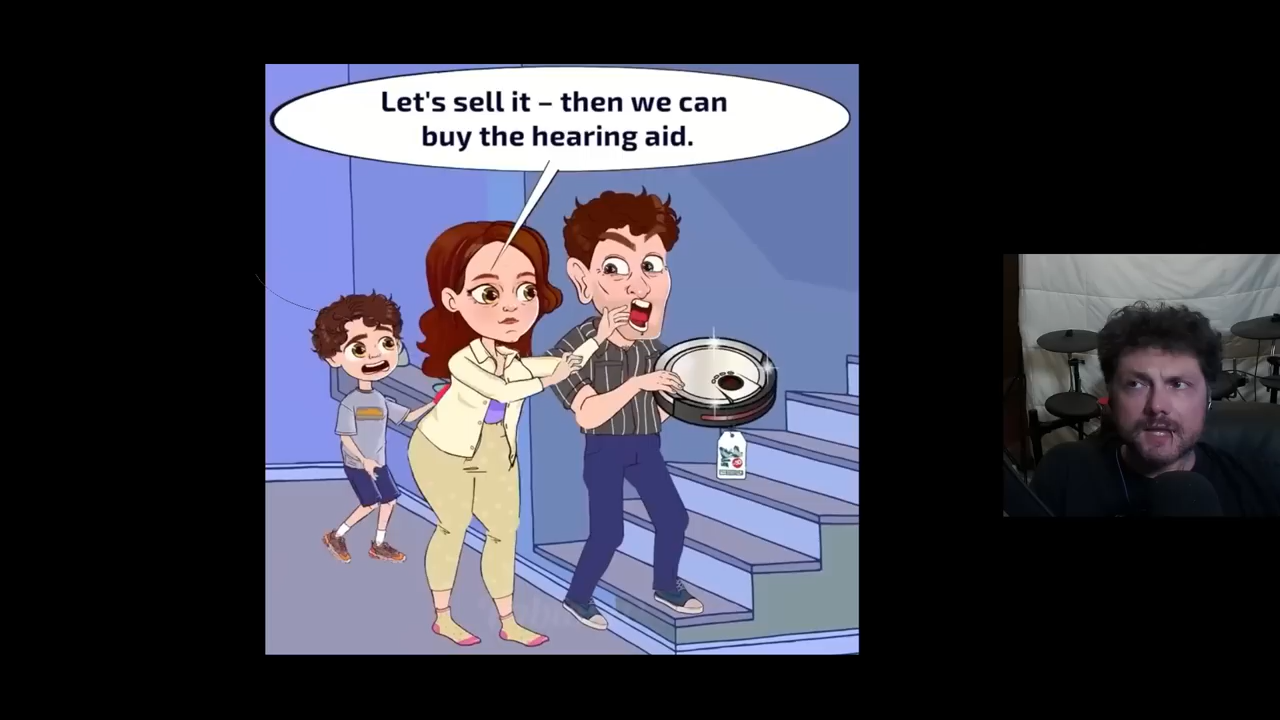 Let's sell it – then we can
buy the hearing aid.